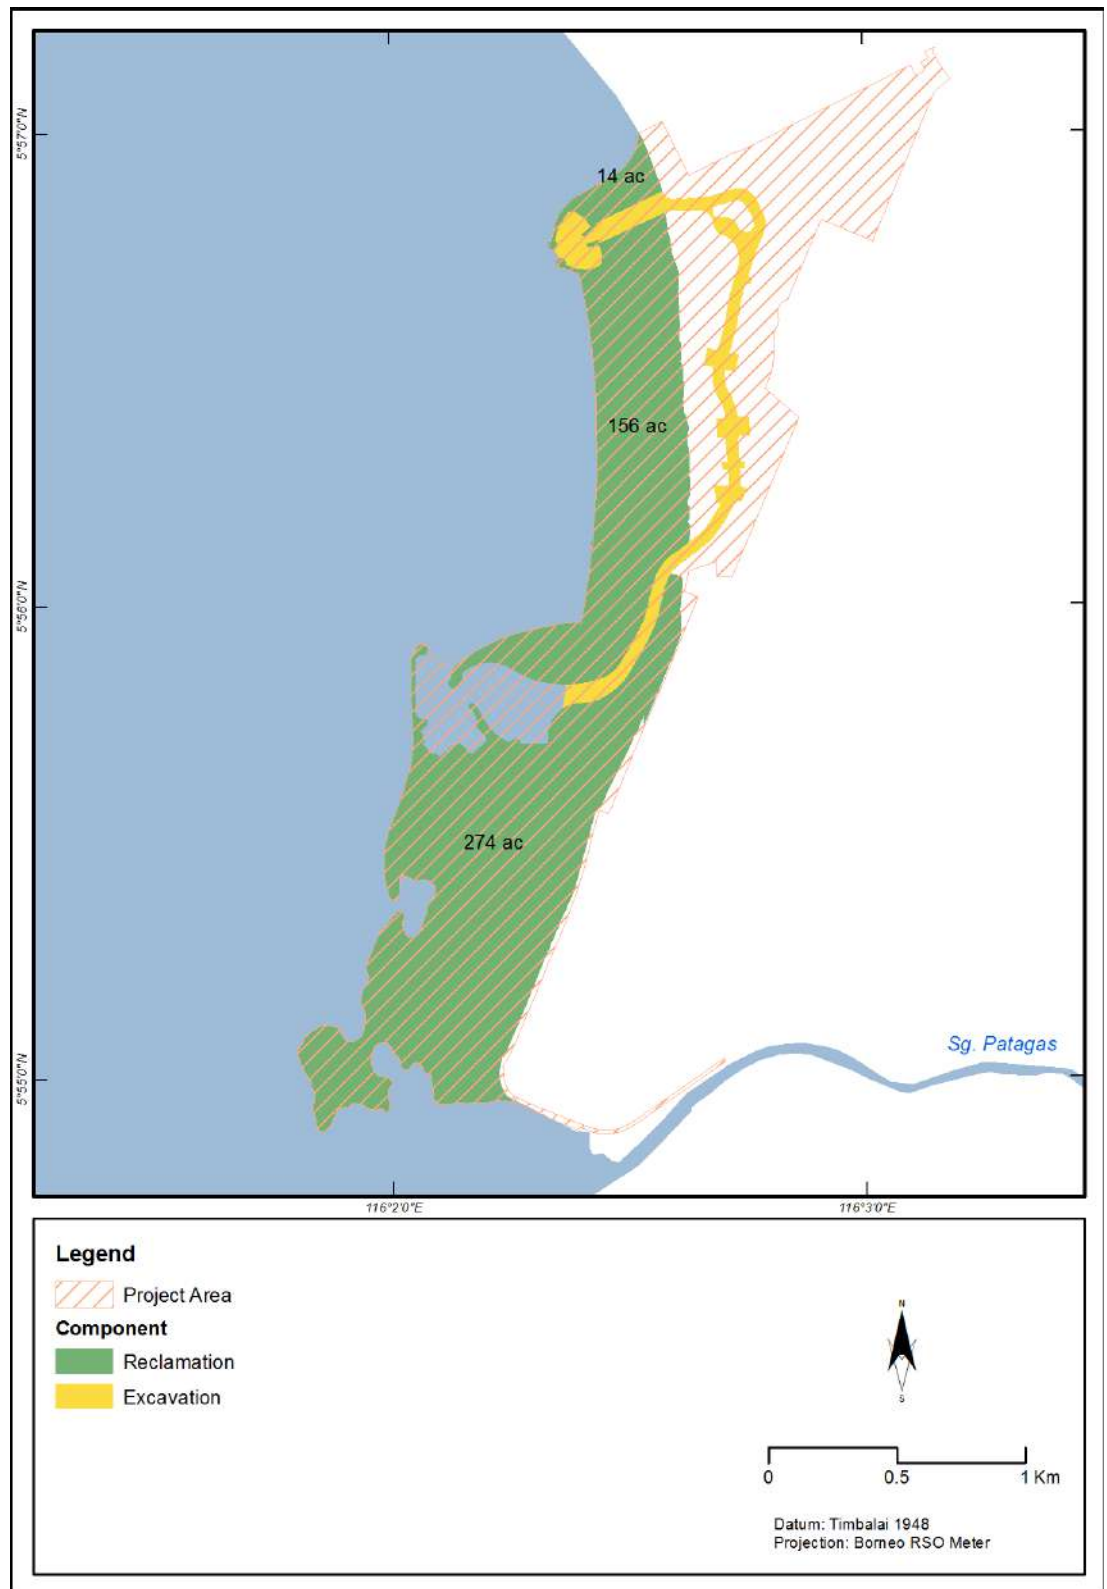 5°57'0"N
14 ac
156 ac
5°56'0"N
274 ac
Sg. Patagas
5°55'0"N
116°2'0"E
116°3'0"E
Legend
Project Area
Component
Reclamation
Excavation
N
S
0 0.5 1 Km
Datum: Timbalai 1948
Projection: Borneo RSO Meter